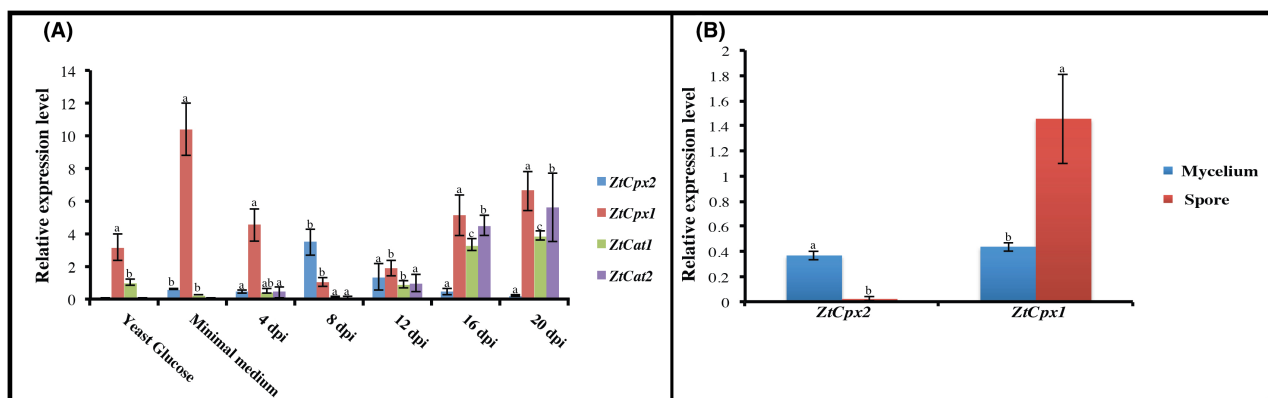 (A)
Relative expression level
14
12
10
8
6
4
2
0
a
b
b
a
b
a
a
ab
a
b
b
a
a
a
a
b
a
a
a
c
b
a
a
c
b
Yeast Glucose
Minimal medium
4 dpi
8 dpi
12 dpi
16 dpi
20 dpi
ZtCpx2
ZtCpx1
ZtCat1
ZtCat2
(B)
Relative expression level
2
1.8
1.6
1.4
1.2
1
0.8
0.6
0.4
0.2
0
a
b
b
a
ZtCpx2
ZtCpx1
Mycelium
Spore